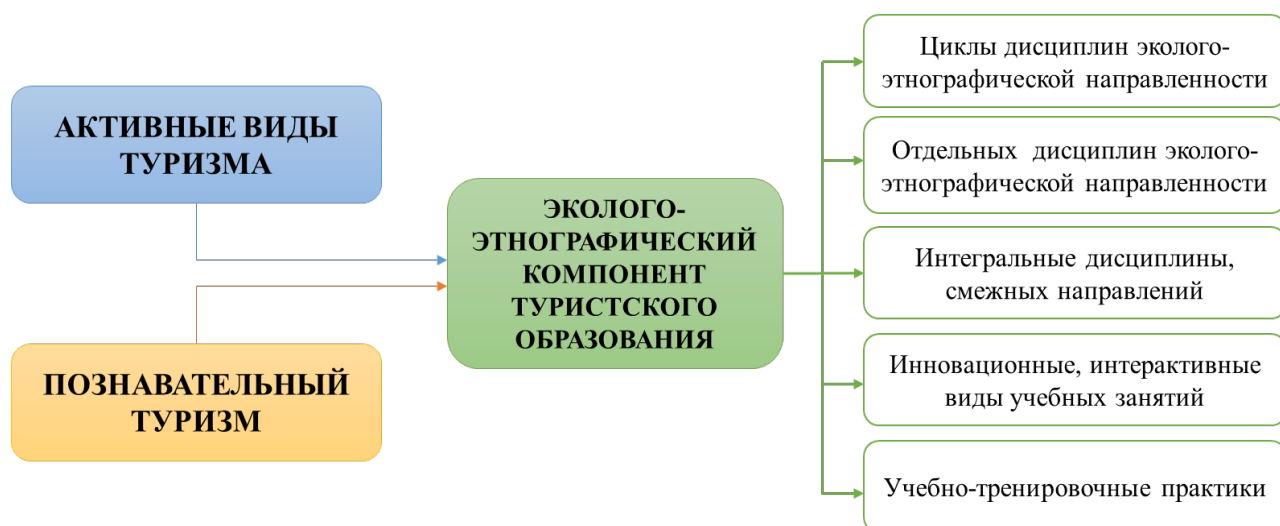 АКТИВНЫЕ ВИДЫ
ТУРИЗМА
ПОЗНАВАТЕЛЬНЫЙ
ТУРИЗМ
ЭКОЛОГО-
ЭТНОГРАФИЧЕСКИЙ
КОМПОНЕНТ
ТУРИСТСКОГО
ОБРАЗОВАНИЯ
Циклы дисциплин эколого-
этнографической направленности
Отдельных дисциплин эколого-
этнографической направленности
Интегральные дисциплины,
смежных направлений
Инновационные, интерактивные
виды учебных занятий
Учебно-тренировочные практики